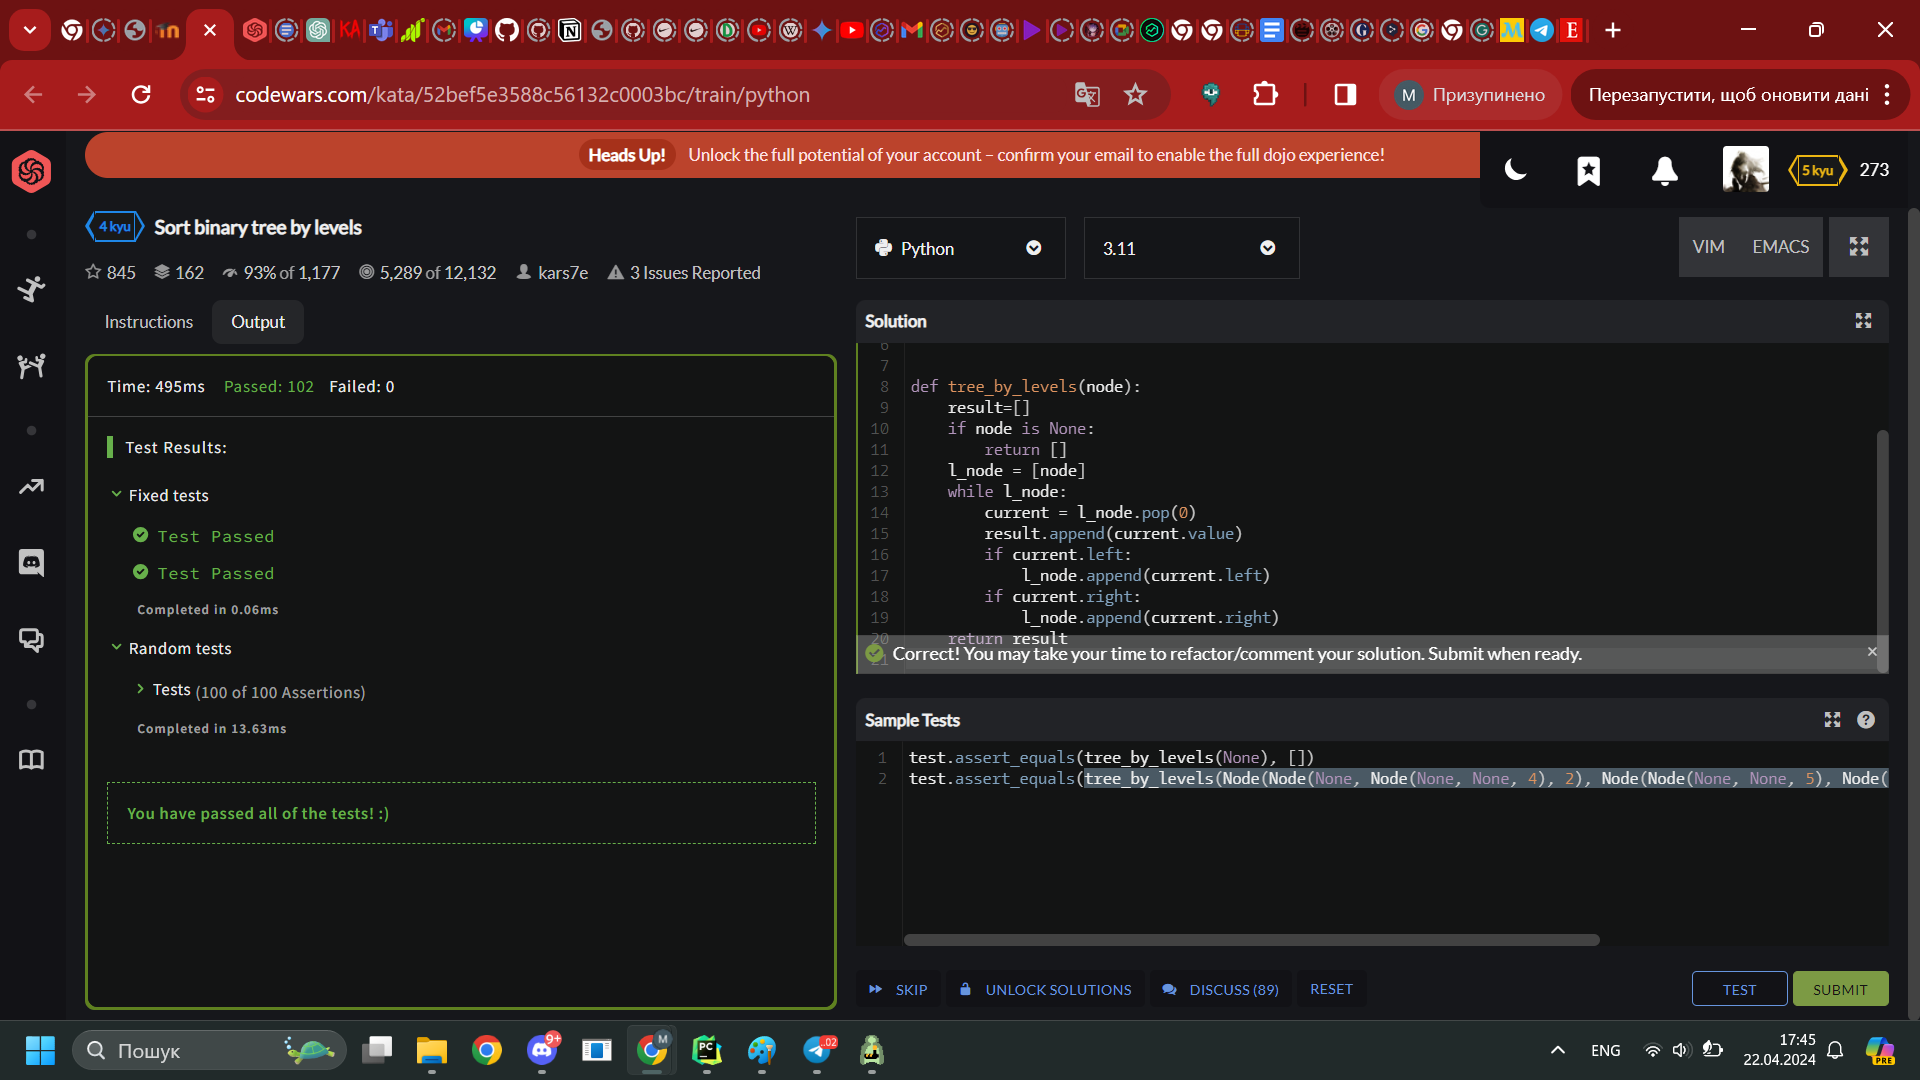 codewars.com/kata/52bef5e3588c56132c0003bc/train/python
M Призупинено
Перезапустити, щоб оновити дані
Heads Up! Unlock the full potential of your account – confirm your email to enable the full dojo experience!
5 kyu 273
4 kyu Sort binary tree by levels
845 162 93% of 1,177 5,289 of 12,132 kars7e 3 Issues Reported
Python
3.11
VIM EMACS
Instructions Output
Time: 495ms Passed: 102 Failed: 0
Test Results:
Fixed tests
Test Passed
Test Passed
Completed in 0.06ms
Random tests
Tests (100 of 100 Assertions)
Completed in 13.63ms
You have passed all of the tests! :)
Solution
6
7
8 def tree_by_levels(node):
9 result=[]
10 if node is None:
11 return []
12 l_node = [node]
13 while l_node:
14 current = l_node.pop(0)
15 result.append(current.value)
16 if current.left:
17 l_node.append(current.left)
18 if current.right:
19 l_node.append(current.right)
20 return result
21
Correct! You may take your time to refactor/comment your solution. Submit when ready.
Sample Tests
1 test.assert_equals(tree_by_levels(None), [])
2 test.assert_equals(tree_by_levels(Node(Node(None, Node(None, None, 4), 2), Node(Node(None, None, 5), Node(
SKIP UNLOCK SOLUTIONS DISCUSS (89) RESET
TEST SUBMIT
Пошук
9+
M
PC
.02
ENG
17:45
22.04.2024
PRE